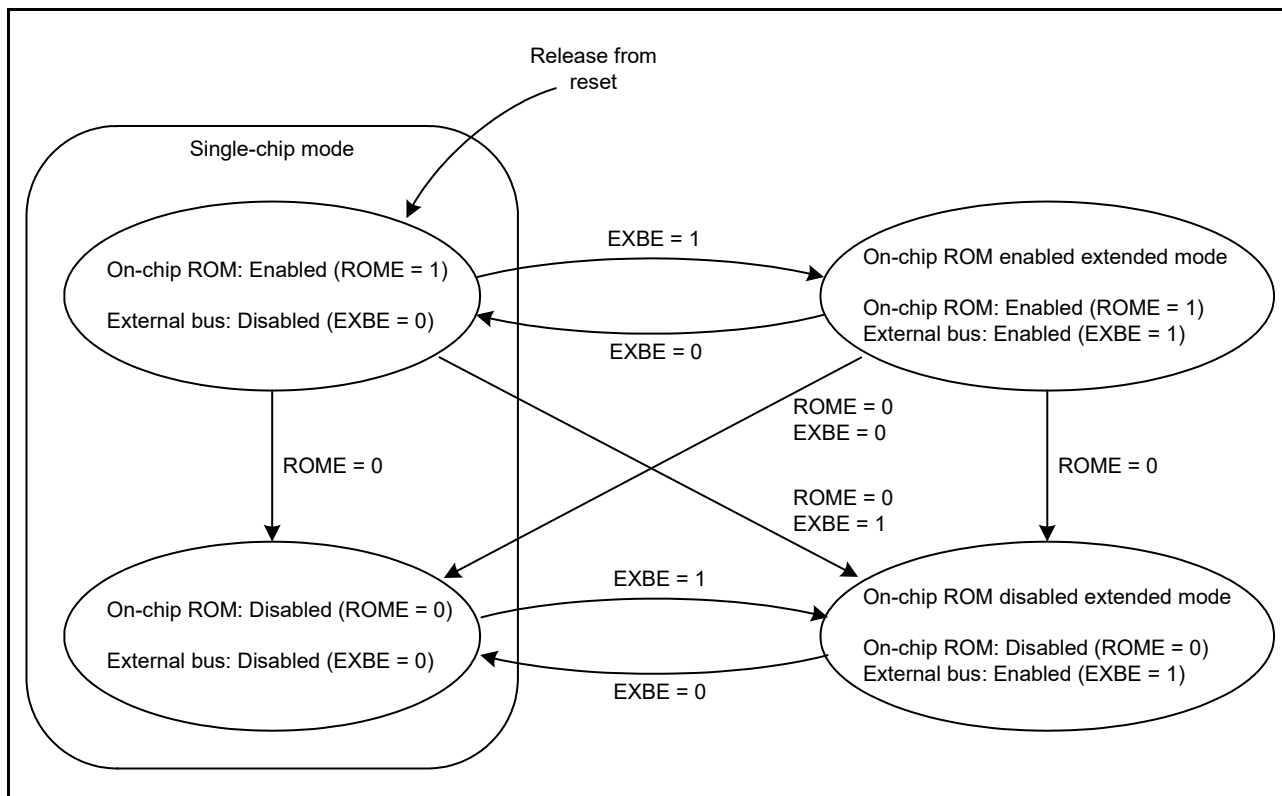 Release from
reset
Single-chip mode
On-chip ROM: Enabled (ROME = 1)
External bus: Disabled (EXBE = 0)
EXBE = 1
EXBE = 0
On-chip ROM enabled extended mode
On-chip ROM: Enabled (ROME = 1)
External bus: Enabled (EXBE = 1)
ROME = 0
ROME = 0
EXBE = 0
ROME = 0
EXBE = 1
ROME = 0
On-chip ROM: Disabled (ROME = 0)
External bus: Disabled (EXBE = 0)
EXBE = 1
EXBE = 0
On-chip ROM disabled extended mode
On-chip ROM: Disabled (ROME = 0)
External bus: Enabled (EXBE = 1)